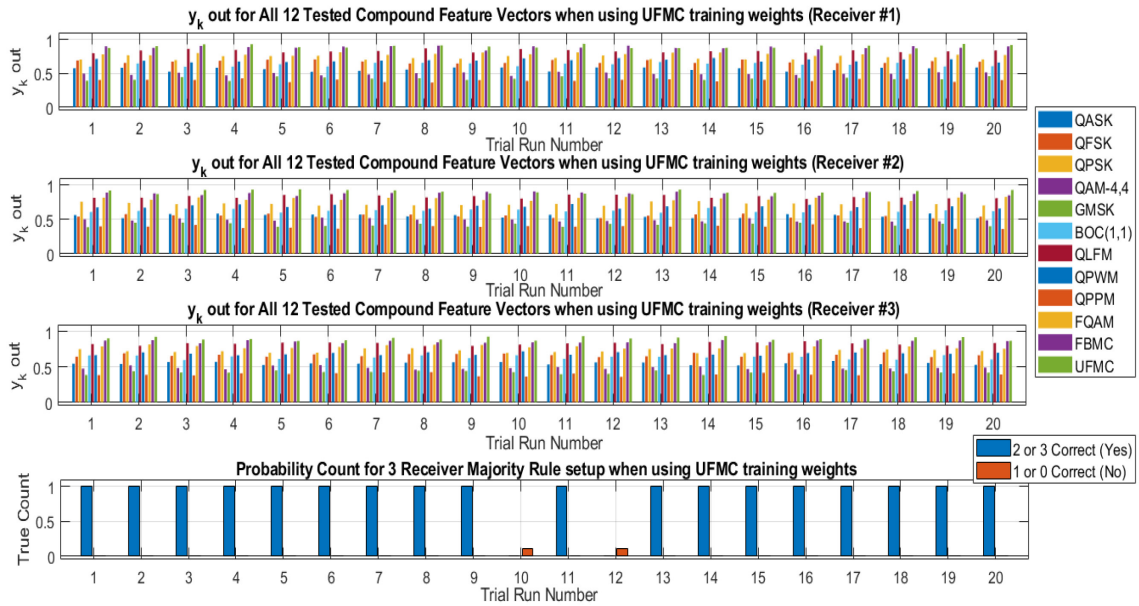 y_k out for All 12 Tested Compound Feature Vectors when using UFMC training weights (Receiver #1)
y_k out
1
0.5
0
1 2 3 4 5 6 7 8 9 10 11 12 13 14 15 16 17 18 19 20
Trial Run Number
y_k out for All 12 Tested Compound Feature Vectors when using UFMC training weights (Receiver #2)
y_k out
1
0.5
0
1 2 3 4 5 6 7 8 9 10 11 12 13 14 15 16 17 18 19 20
Trial Run Number
y_k out for All 12 Tested Compound Feature Vectors when using UFMC training weights (Receiver #3)
y_k out
1
0.5
0
1 2 3 4 5 6 7 8 9 10 11 12 13 14 15 16 17 18 19 20
Trial Run Number
QASK
QFSK
QPSK
QAM-4,4
GMSK
BOC(1,1)
QLFM
QPWM
QPPM
FQAM
FBMC
UFMC
Probability Count for 3 Receiver Majority Rule setup when using UFMC training weights
2 or 3 Correct (Yes)
1 or 0 Correct (No)
True Count
1
0.5
0
1 2 3 4 5 6 7 8 9 10 11 12 13 14 15 16 17 18 19 20
Trial Run Number